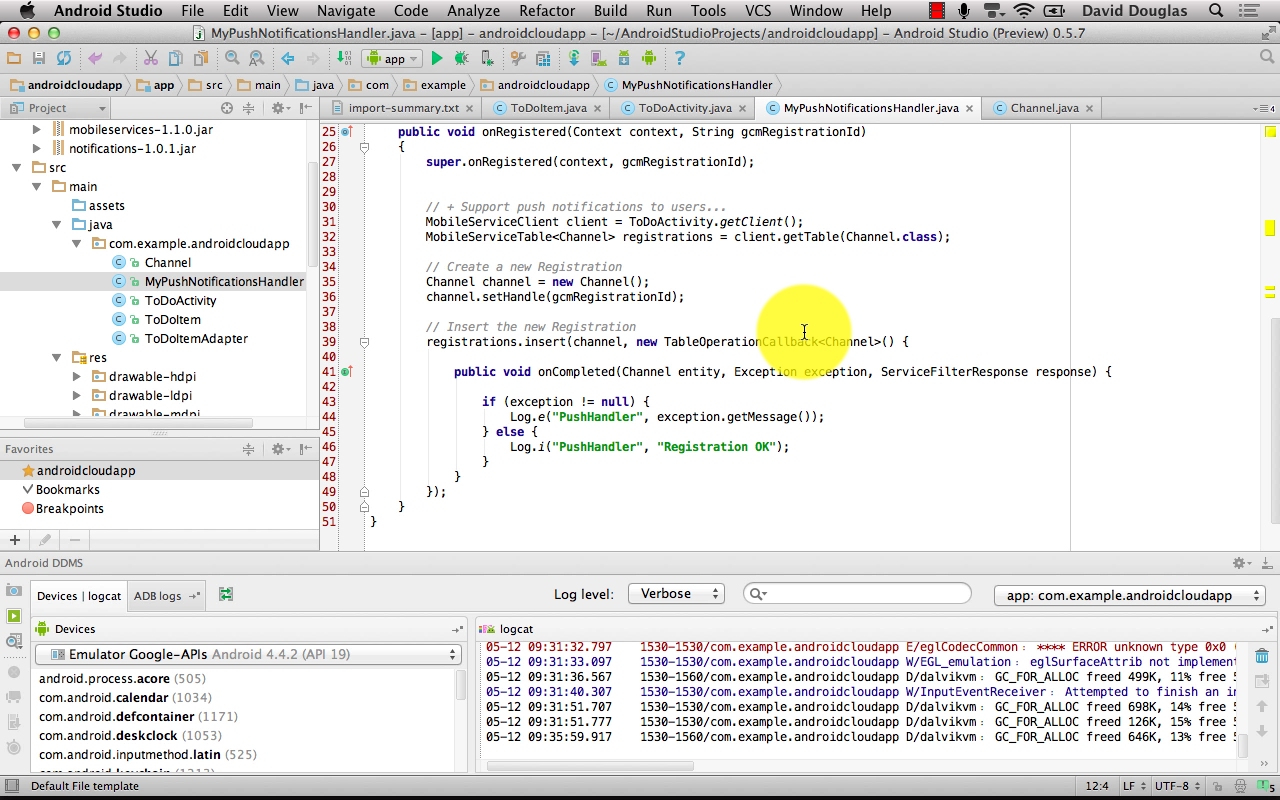 Android Studio File Edit View Navigate Code Analyze Refactor Build Run Tools VCS Window Help David Douglas
MyPushNotificationsHandler.java - [app] - androidcloudapp - [~/AndroidStudioProjects/androidcloudapp] - Android Studio (Preview) 0.5.7
app
androidcloudapp app src main java com example androidcloudapp MyPushNotificationsHandler
Project
import-summary.txt ToDoItem.java ToDoActivity.java MyPushNotificationsHandler.java Channel.java
4
mobileservices-1.1.0.jar
notifications-1.0.1.jar
src
main
assets
java
com.example.androidcloudapp
Channel
MyPushNotificationsHandler
ToDoActivity
ToDoItem
ToDoItemAdapter
res
drawable-hdpi
drawable-ldpi
drawable-mdpi
Favorites
androidcloudapp
Bookmarks
Breakpoints
25 public void onRegistered(Context context, String gcmRegistrationId)
26 {
27 super.onRegistered(context, gcmRegistrationId);
28
29
30 // + Support push notifications to users...
31 MobileServiceClient client = ToDoActivity.getClient();
32 MobileServiceTable<Channel> registrations = client.getTable(Channel.class);
33
34 // Create a new Registration
35 Channel channel = new Channel();
36 channel.setHandle(gcmRegistrationId);
37
38 // Insert the new Registration
39 registrations.insert(channel, new TableOperationCallback<Channel>() {
40
41 public void onCompleted(Channel entity, Exception exception, ServiceFilterResponse response) {
42
43 if (exception != null) {
44 Log.e("PushHandler", exception.getMessage());
45 } else {
46 Log.i("PushHandler", "Registration OK");
47 }
48 }
49 });
50 }
51 }
Android DDMS
Devices | logcat ADB logs Log level: Verbose app: com.example.androidcloudapp
Devices
Emulator Google-APIs Android 4.4.2 (API 19)
android.process.acore (505)
com.android.calendar (1034)
com.android.defcontainer (1171)
com.android.deskclock (1053)
com.android.inputmethod.latin (525)
logcat
05-12 09:31:32.797 1530-1530/com.example.androidcloudapp E/eglCodecCommon: **** ERROR unknown type 0x0 (
05-12 09:31:33.097 1530-1530/com.example.androidcloudapp W/EGL_emulation: eglSurfaceAttrib not implement
05-12 09:31:36.567 1530-1560/com.example.androidcloudapp D/dalvikvm: GC_FOR_ALLOC freed 499K, 11% free 5
05-12 09:31:40.307 1530-1530/com.example.androidcloudapp W/InputEventReceiver: Attempted to finish an in
05-12 09:31:51.707 1530-1560/com.example.androidcloudapp D/dalvikvm: GC_FOR_ALLOC freed 698K, 14% free 5
05-12 09:31:51.777 1530-1560/com.example.androidcloudapp D/dalvikvm: GC_FOR_ALLOC freed 126K, 15% free 5
05-12 09:35:59.917 1530-1560/com.example.androidcloudapp D/dalvikvm: GC_FOR_ALLOC freed 646K, 13% free 5
Default File template 12:4 LF UTF-8 5